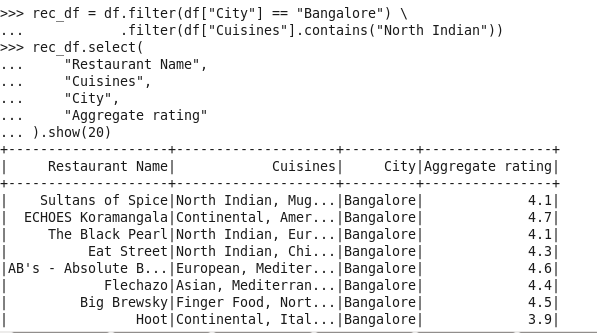 >>> rec_df = df.filter(df["City"] == "Bangalore") \
...             .filter(df["Cuisines"].contains("North Indian"))
>>> rec_df.select(
...     "Restaurant Name",
...     "Cuisines",
...     "City",
...     "Aggregate rating"
... ).show(20)
+--------------------+--------------------+---------+----------------+
|     Restaurant Name|            Cuisines|     City|Aggregate rating|
+--------------------+--------------------+---------+----------------+
|    Sultans of Spice|North Indian, Mug...|Bangalore|             4.1|
|  ECHOES Koramangala|Continental, Amer...|Bangalore|             4.7|
|     The Black Pearl|North Indian, Eur...|Bangalore|             4.1|
|          Eat Street|North Indian, Chi...|Bangalore|             4.3|
|AB's - Absolute B...|European, Mediter...|Bangalore|             4.6|
|            Flechazo|Asian, Mediterran...|Bangalore|             4.4|
|         Big Brewsky|Finger Food, Nort...|Bangalore|             4.5|
|                Hoot|Continental, Ital...|Bangalore|             3.9|